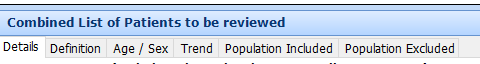 Combined List of Patients to be reviewed
Details Definition Age / Sex Trend Population Included Population Excluded